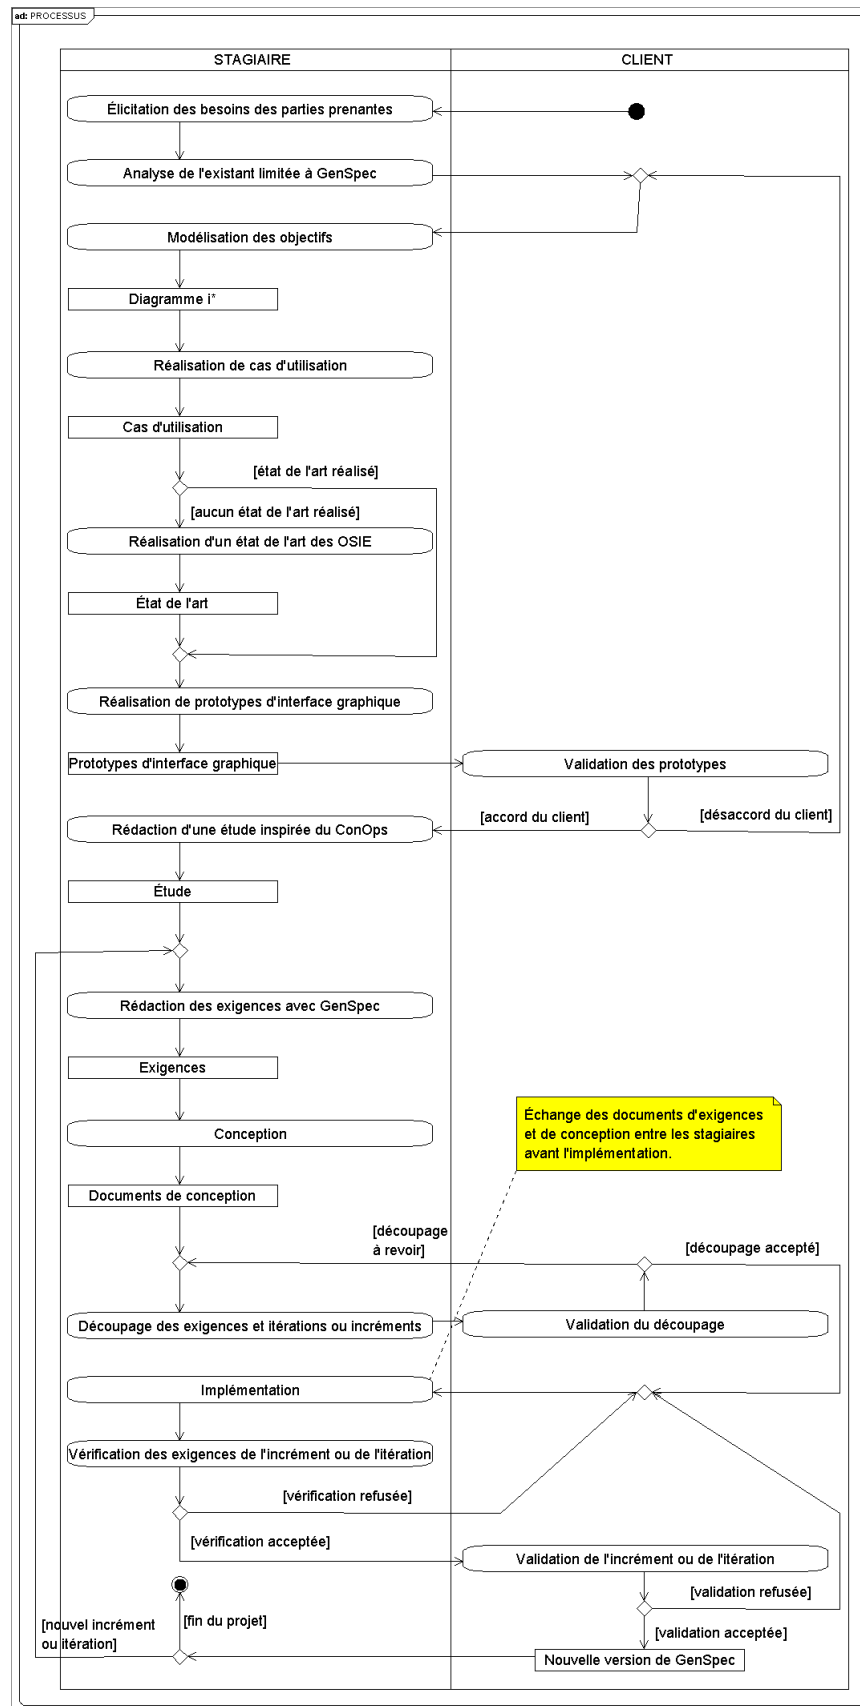 ad: PROCESSUS
STAGIAIRE
CLIENT
Élicitation des besoins des parties prenantes
Analyse de l'existant limitée à GenSpec
Modélisation des objectifs
Diagramme i*
Réalisation de cas d'utilisation
Cas d'utilisation
[état de l'art réalisé]
[aucun état de l'art réalisé]
Réalisation d'un état de l'art des OSIE
État de l'art
Réalisation de prototypes d'interface graphique
Prototypes d'interface graphique
Validation des prototypes
[accord du client]
[désaccord du client]
Rédaction d'une étude inspirée du ConOps
Étude
Rédaction des exigences avec GenSpec
Exigences
Échange des documents d'exigences
et de conception entre les stagiaires
avant l'implémentation.
Conception
Documents de conception
[découpage
à revoir]
[découpage accepté]
Découpage des exigences et itérations ou incréments
Validation du découpage
Implémentation
Vérification des exigences de l'incrément ou de l'itération
[vérification refusée]
[vérification acceptée]
Validation de l'incrément ou de l'itération
[validation refusée]
[nouvel incrément
ou itération]
[fin du projet]
[validation acceptée]
Nouvelle version de GenSpec